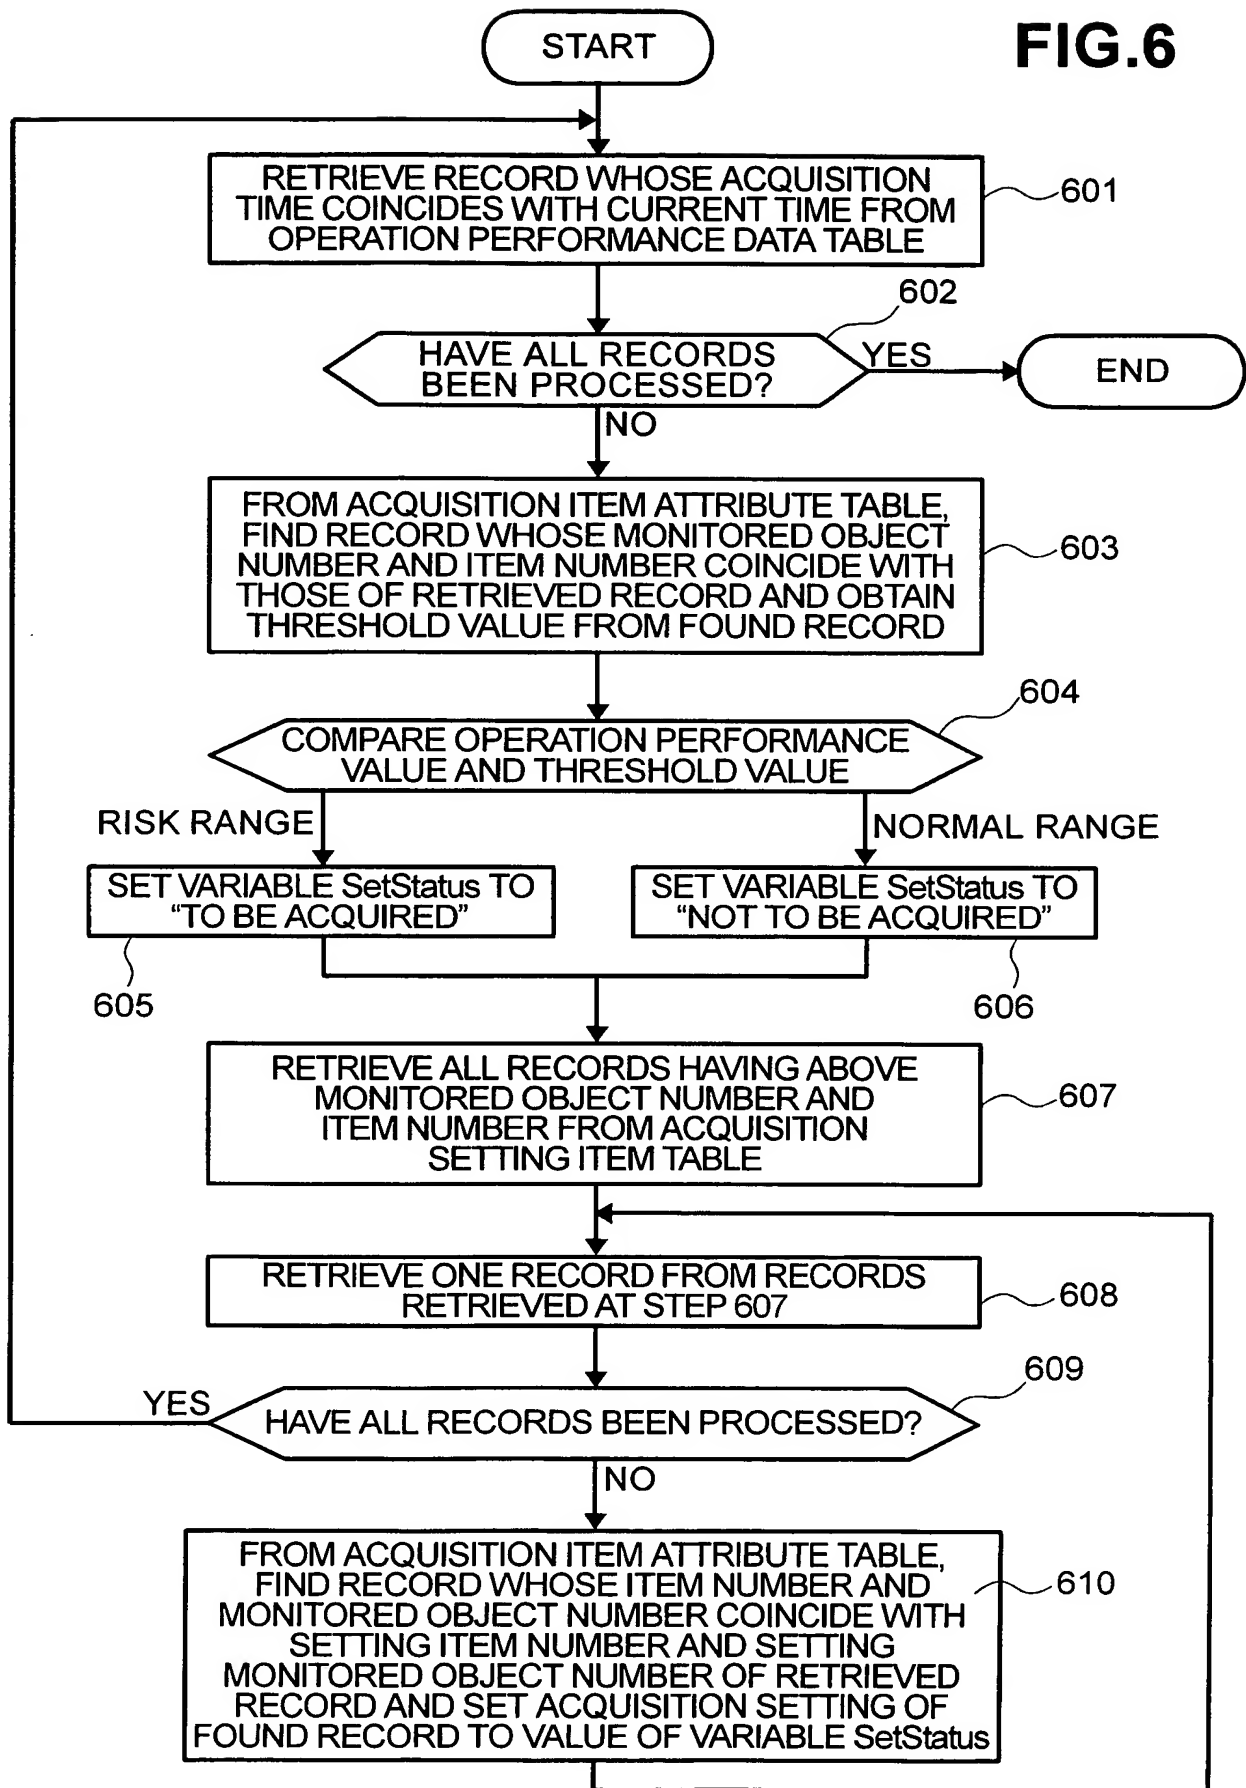 START
FIG.6
RETRIEVE RECORD WHOSE ACQUISITION
TIME COINCIDES WITH CURRENT TIME FROM
OPERATION PERFORMANCE DATA TABLE
601
602
HAVE ALL RECORDS
BEEN PROCESSED?
YES
END
NO
FROM ACQUISITION ITEM ATTRIBUTE TABLE,
FIND RECORD WHOSE MONITORED OBJECT
NUMBER AND ITEM NUMBER COINCIDE WITH
THOSE OF RETRIEVED RECORD AND OBTAIN
THRESHOLD VALUE FROM FOUND RECORD
603
604
COMPARE OPERATION PERFORMANCE
VALUE AND THRESHOLD VALUE
RISK RANGE
NORMAL RANGE
SET VARIABLE SetStatus TO
“TO BE ACQUIRED”
SET VARIABLE SetStatus TO
“NOT TO BE ACQUIRED”
605
606
RETRIEVE ALL RECORDS HAVING ABOVE
MONITORED OBJECT NUMBER AND
ITEM NUMBER FROM ACQUISITION
SETTING ITEM TABLE
607
RETRIEVE ONE RECORD FROM RECORDS
RETRIEVED AT STEP 607
608
609
YES
HAVE ALL RECORDS BEEN PROCESSED?
NO
FROM ACQUISITION ITEM ATTRIBUTE TABLE,
FIND RECORD WHOSE ITEM NUMBER AND
MONITORED OBJECT NUMBER COINCIDE WITH
SETTING ITEM NUMBER AND SETTING
MONITORED OBJECT NUMBER OF RETRIEVED
RECORD AND SET ACQUISITION SETTING OF
FOUND RECORD TO VALUE OF VARIABLE SetStatus
610